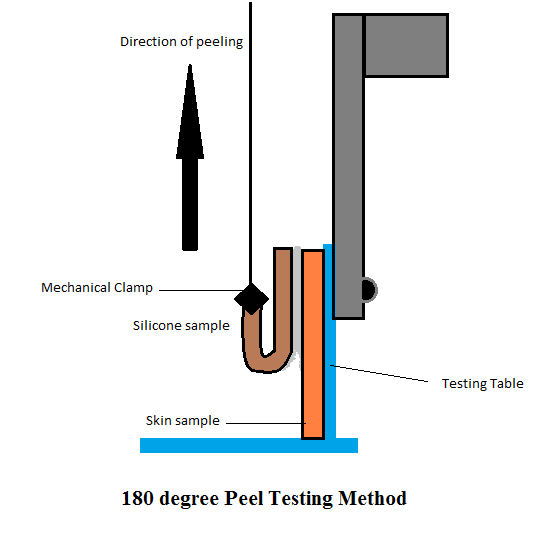 Direction of peeling
Mechanical Clamp
Silicone sample
Testing Table
Skin sample
180 degree Peel Testing Method